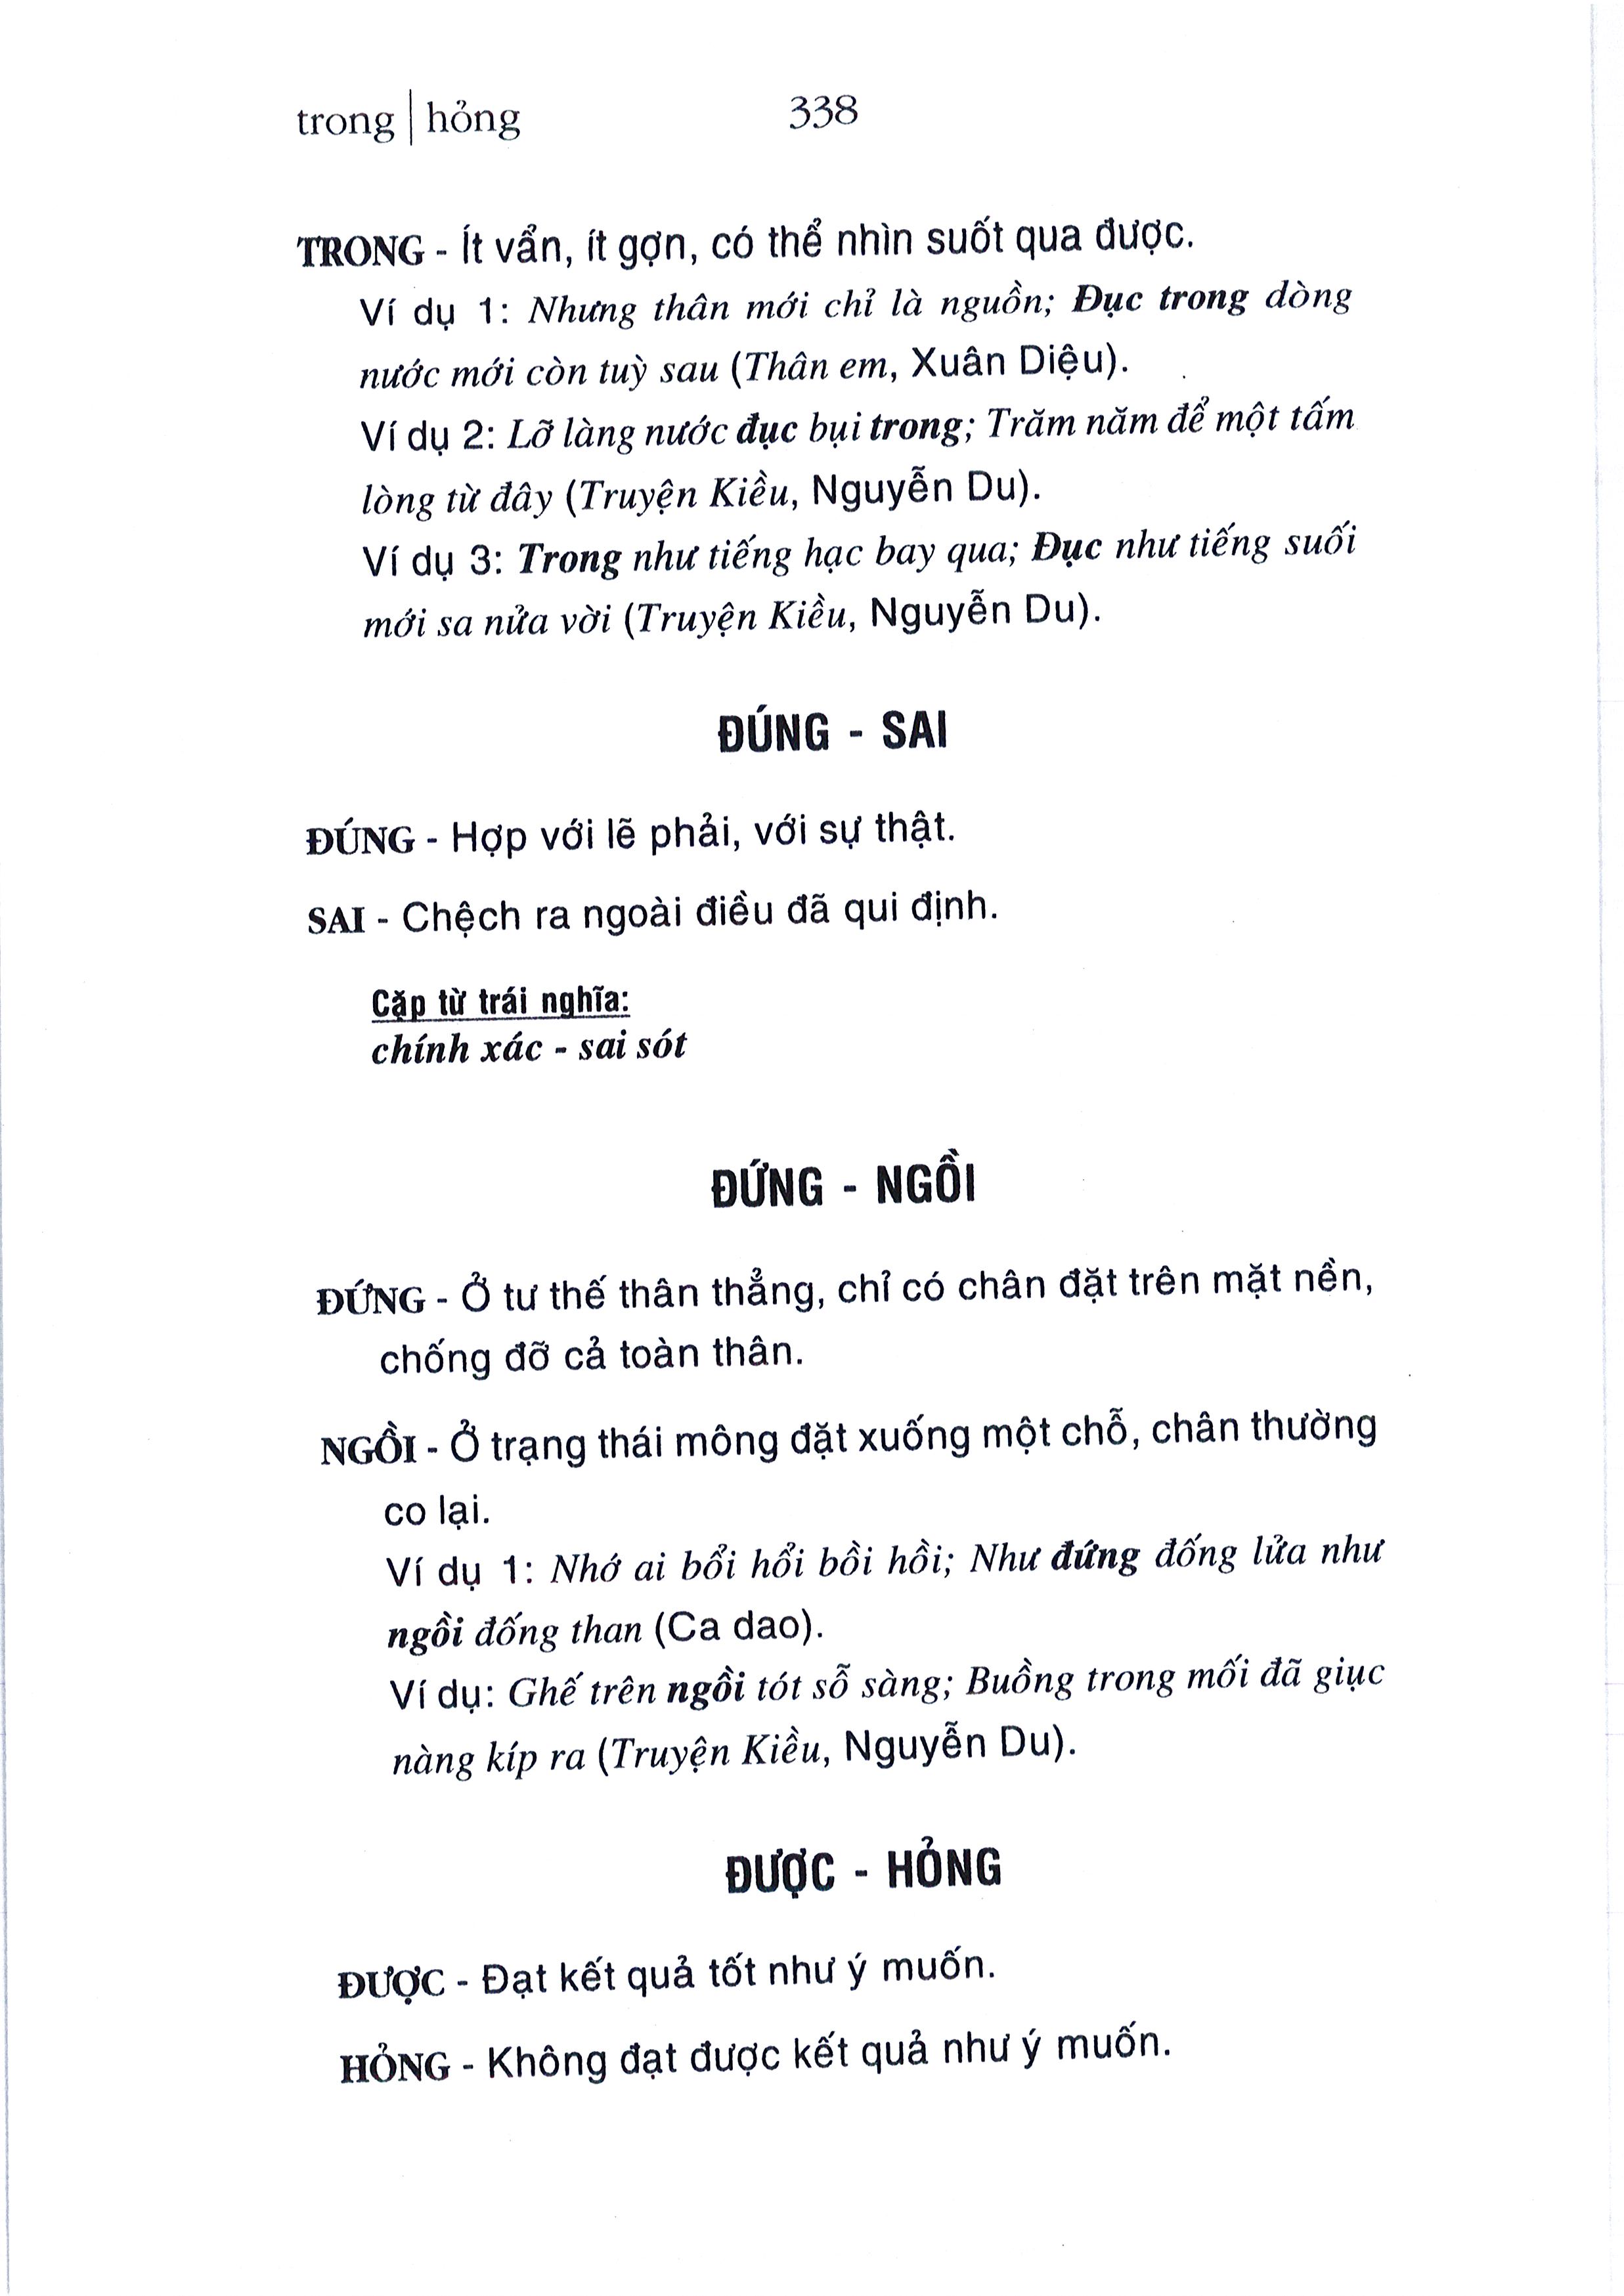 trong | hỏng 338
TRONG - Ít vẩn, ít gợn, có thể nhìn suốt qua được.
Ví dụ 1: Nhưng thân mới chỉ là nguồn; Đục trong dòng
nước mới còn tuỳ sau (Thân em, Xuân Diệu).
Ví dụ 2: Lỡ làng nước đục bụi trong; Trăm năm để một tấm
lòng từ đây (Truyện Kiều, Nguyễn Du).
Ví dụ 3: Trong như tiếng hạc bay qua; Đục như tiếng suối
mới sa nửa vời (Truyện Kiều, Nguyễn Du).
ĐÚNG - SAI
ĐÚNG - Hợp với lẽ phải, với sự thật.
SAI - Chệch ra ngoài điều đã qui định.
Cặp từ trái nghĩa:
chính xác - sai sót
ĐỨNG - NGỒI
ĐỨNG - Ở tư thế thân thẳng, chỉ có chân đặt trên mặt nền,
chống đỡ cả toàn thân.
NGỒI - Ở trạng thái mông đặt xuống một chỗ, chân thường
co lại.
Ví dụ 1: Nhớ ai bổi hổi bồi hồi; Như đứng đống lửa như
ngồi đống than (Ca dao).
Ví dụ: Ghế trên ngồi tót sỗ sàng; Buồng trong mối đã giục
nàng kíp ra (Truyện Kiều, Nguyễn Du).
ĐƯỢC - HỎNG
ĐƯỢC - Đạt kết quả tốt như ý muốn.
HỎNG - Không đạt được kết quả như ý muốn.